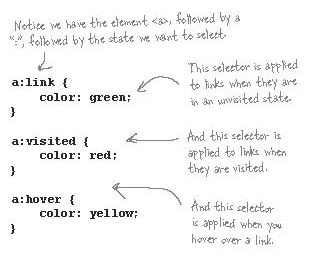 Notice we have the element <a>, followed by a
":", followed by the state we want to select.
a:link {
color: green;
}
This selector is applied
to links when they are
in an unvisited state.
a:visited {
color: red;
}
And this selector is
applied to links when
they are visited.
a:hover {
color: yellow;
}
And this selector
is applied when you
hover over a link.